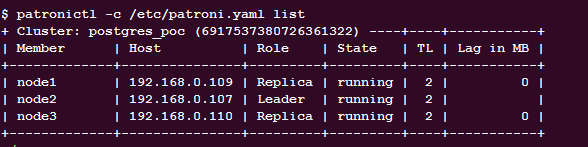 $ patronictl -c /etc/patroni.yaml list
+ Cluster: postgres_poc (6917537380726361322) ----+----+-----------+
| Member      | Host          | Role    | State   | TL | Lag in MB |
+-------------+---------------+---------+---------+----+-----------+
| node1       | 192.168.0.109 | Replica | running |  2 |         0 |
| node2       | 192.168.0.107 | Leader  | running |  2 |           |
| node3       | 192.168.0.110 | Replica | running |  2 |         0 |
+-------------+---------------+---------+---------+----+-----------+